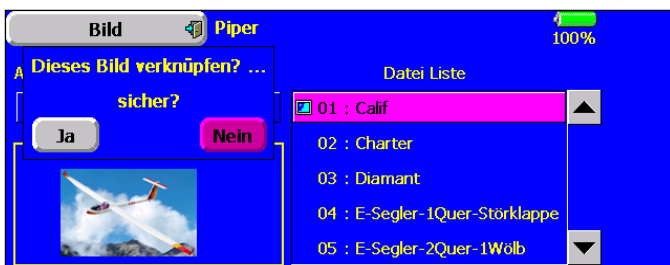 Bild
Piper
100%
A
Dieses Bild verknüpfen? ...
sicher?
Ja
Nein
Datei Liste
01 : Calif
02 : Charter
03 : Diamant
04 : E-Segler-1Quer-Störklappe
05 : E-Segler-2Quer-1Wölb